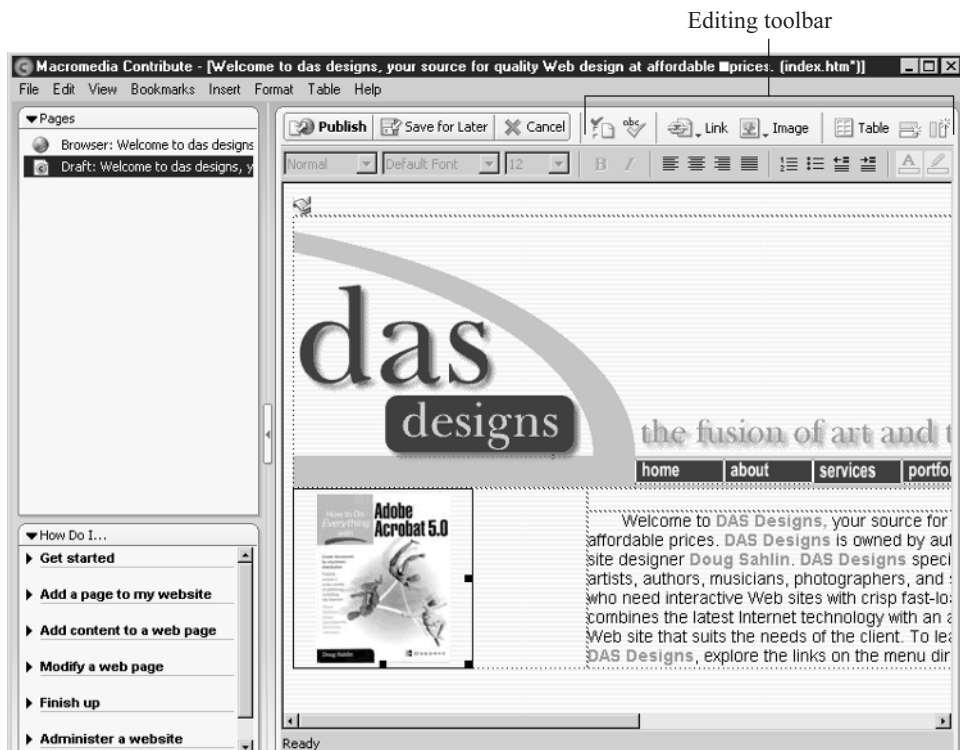 Editing toolbar
Macromedia Contribute - [Welcome to das designs, your source for quality Web design at affordable ■prices. (index.htm*)]
File Edit View Bookmarks Insert Format Table Help
Pages
Browser: Welcome to das designs
Draft: Welcome to das designs, y
Publish Save for Later Cancel Link Image Table
Normal Default Font 12 B I A
das
designs
the fusion of art and t
home about services portfol
How to Do
Everything
Adobe
Acrobat 5.0
Doug Sahlin
Welcome to DAS Designs, your source for
affordable prices. DAS Designs is owned by aut
site designer Doug Sahlin. DAS Designs speci
artists, authors, musicians, photographers, and s
who need interactive Web sites with crisp fast-loa
combines the latest Internet technology with an a
Web site that suits the needs of the client. To lea
DAS Designs, explore the links on the menu dir
How Do I...
Get started
Add a page to my website
Add content to a web page
Modify a web page
Finish up
Administer a website
Ready